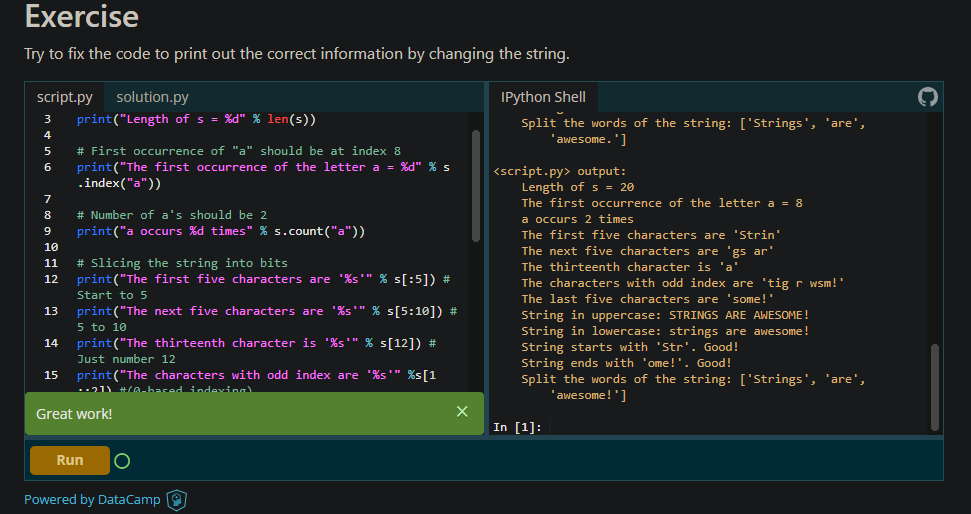 Exercise
Try to fix the code to print out the correct information by changing the string.
script.py solution.py
3 print("Length of s = %d" % len(s))
4
5 # First occurrence of "a" should be at index 8
6 print("The first occurrence of the letter a = %d" % s
.index("a"))
7
8 # Number of a's should be 2
9 print("a occurs %d times" % s.count("a"))
10
11 # Slicing the string into bits
12 print("The first five characters are '%s'" % s[:5]) #
Start to 5
13 print("The next five characters are '%s'" % s[5:10]) #
5 to 10
14 print("The thirteenth character is '%s'" % s[12]) #
Just number 12
15 print("The characters with odd index are '%s'" %s[1
::2]) #(0-based indexing)
Great work!
Run
Powered by DataCamp
IPython Shell
Split the words of the string: ['Strings', 'are',
'awesome.']
<script.py> output:
Length of s = 20
The first occurrence of the letter a = 8
a occurs 2 times
The first five characters are 'Strin'
The next five characters are 'gs ar'
The thirteenth character is 'a'
The characters with odd index are 'tig r wsm!'
The last five characters are 'some!'
String in uppercase: STRINGS ARE AWESOME!
String in lowercase: strings are awesome!
String starts with 'Str'. Good!
String ends with 'ome!'. Good!
Split the words of the string: ['Strings', 'are',
'awesome!']
In [1]: